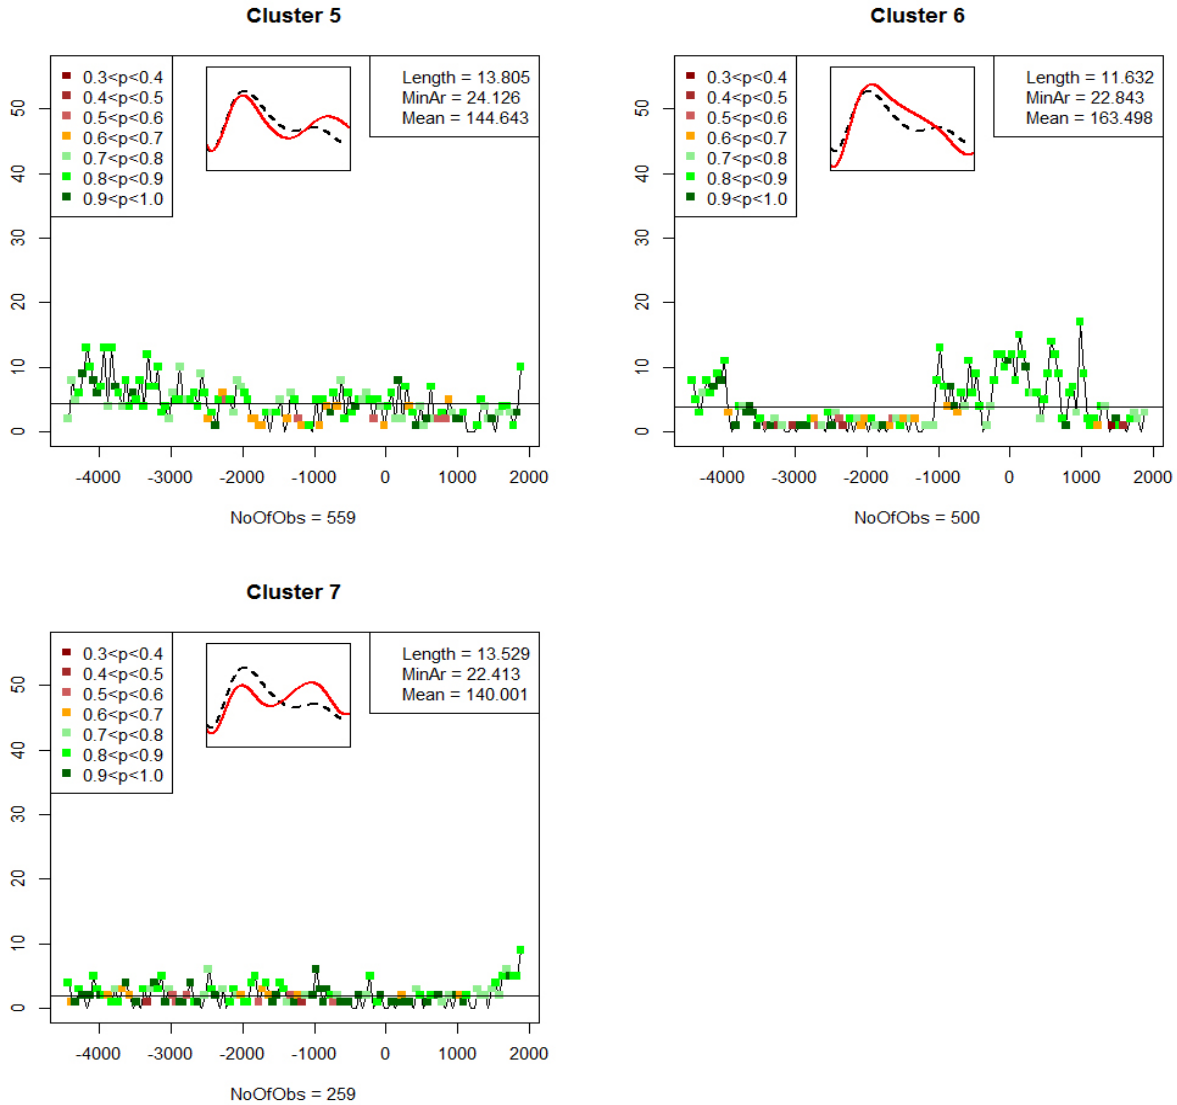 Cluster 5
0.3<p<0.4
0.4<p<0.5
0.5<p<0.6
0.6<p<0.7
0.7<p<0.8
0.8<p<0.9
0.9<p<1.0
Length = 13.805
MinAr = 24.126
Mean = 144.643
50
40
30
20
10
0
-4000 -3000 -2000 -1000 0 1000 2000
NoOfObs = 559
Cluster 6
0.3<p<0.4
0.4<p<0.5
0.5<p<0.6
0.6<p<0.7
0.7<p<0.8
0.8<p<0.9
0.9<p<1.0
Length = 11.632
MinAr = 22.843
Mean = 163.498
50
40
30
20
10
0
-4000 -3000 -2000 -1000 0 1000 2000
NoOfObs = 500
Cluster 7
0.3<p<0.4
0.4<p<0.5
0.5<p<0.6
0.6<p<0.7
0.7<p<0.8
0.8<p<0.9
0.9<p<1.0
Length = 13.529
MinAr = 22.413
Mean = 140.001
50
40
30
20
10
0
-4000 -3000 -2000 -1000 0 1000 2000
NoOfObs = 259